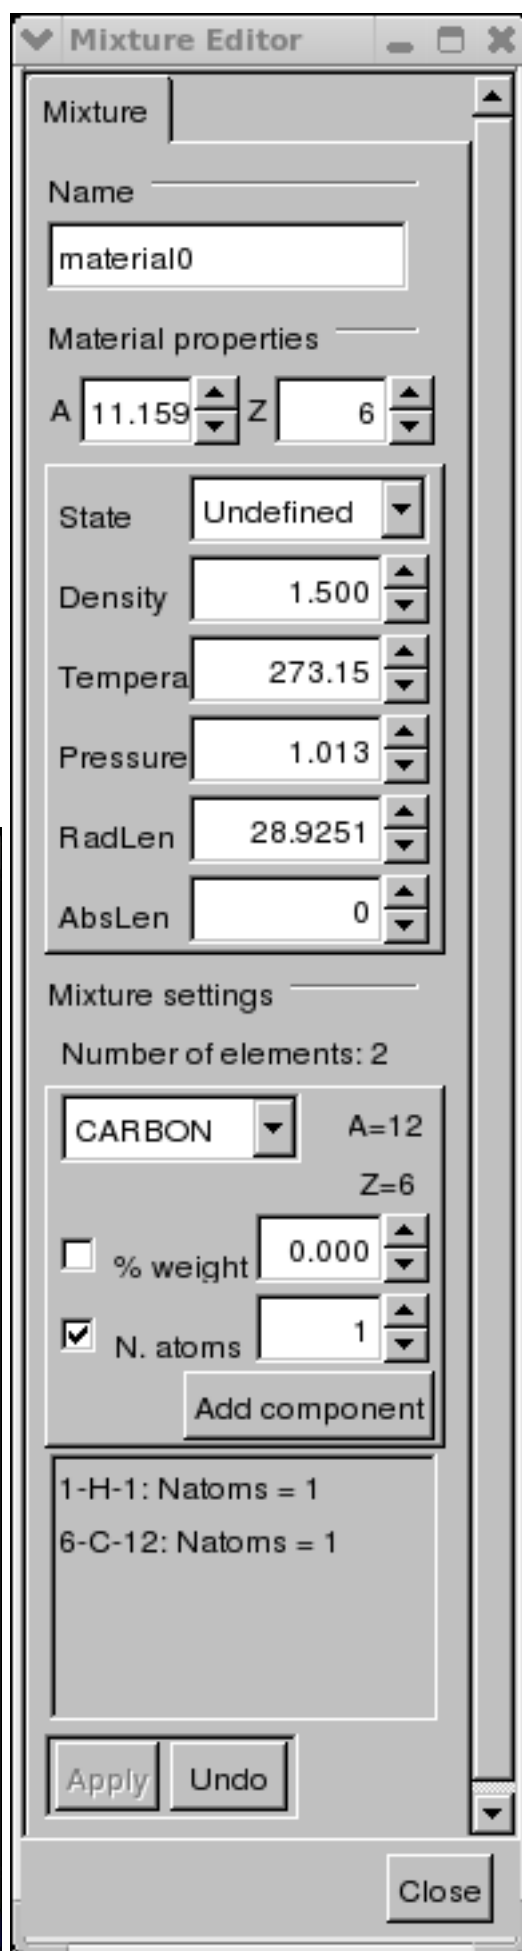 Mixture Editor
Mixture
Name
material0
Material properties
A 11.159 Z 6
State Undefined
Density 1.500
Tempera 273.15
Pressure 1.013
RadLen 28.9251
AbsLen 0
Mixture settings
Number of elements: 2
CARBON A=12
Z=6
% weight 0.000
N. atoms 1
Add component
1-H-1: Natoms = 1
6-C-12: Natoms = 1
Apply Undo
Close